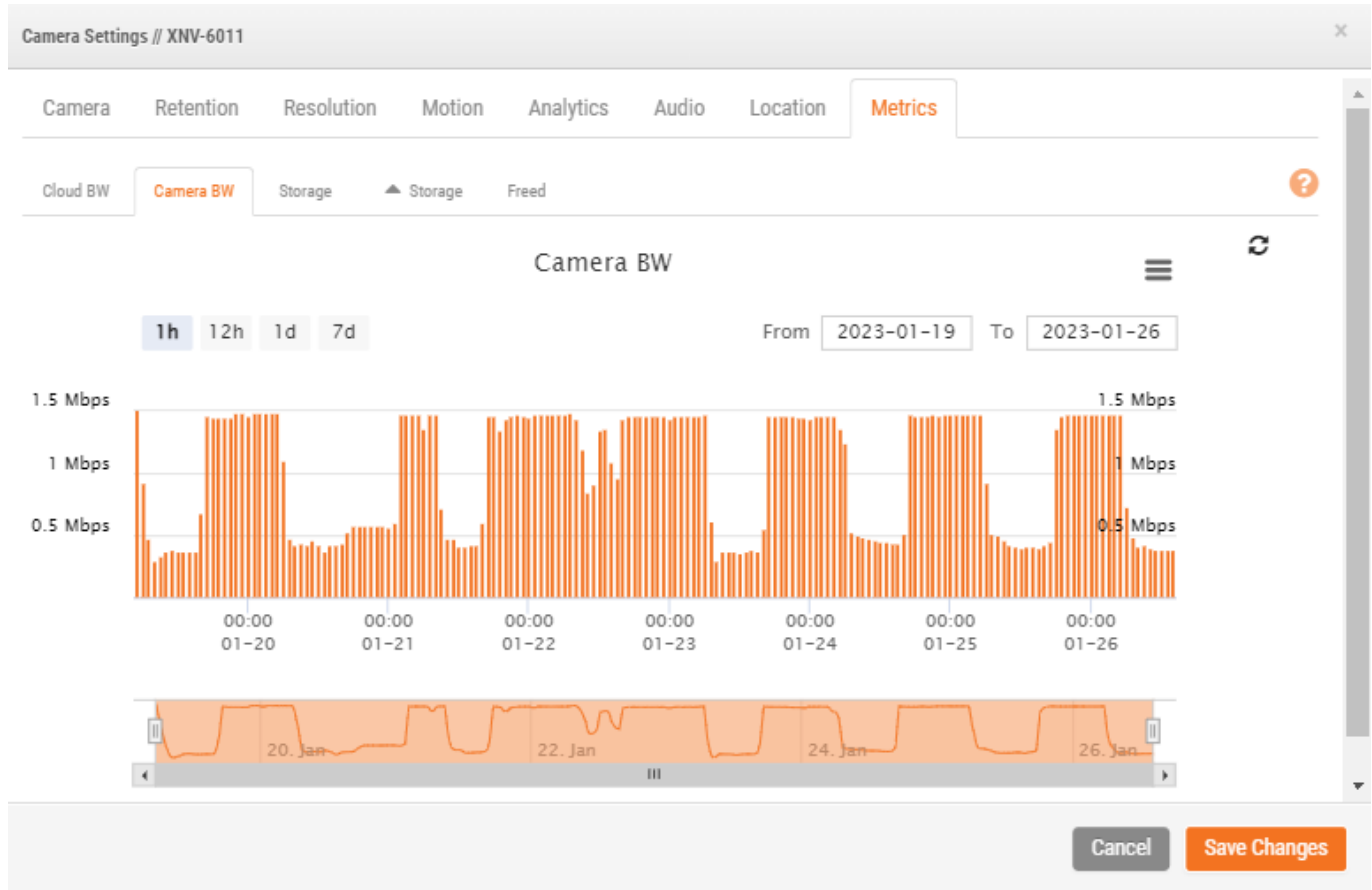 Camera Settings // XNV-6011 ×
Camera Retention Resolution Motion Analytics Audio Location Metrics
Cloud BW Camera BW Storage ▲ Storage Freed ?
Camera BW
1h 12h 1d 7d From 2023-01-19 To 2023-01-26
1.5 Mbps 1.5 Mbps
1 Mbps 1 Mbps
0.5 Mbps 0.5 Mbps
00:00 00:00 00:00 00:00 00:00 00:00 00:00
01-20 01-21 01-22 01-23 01-24 01-25 01-26
20. Jan 22. Jan 24. Jan 26. Jan
Cancel Save Changes